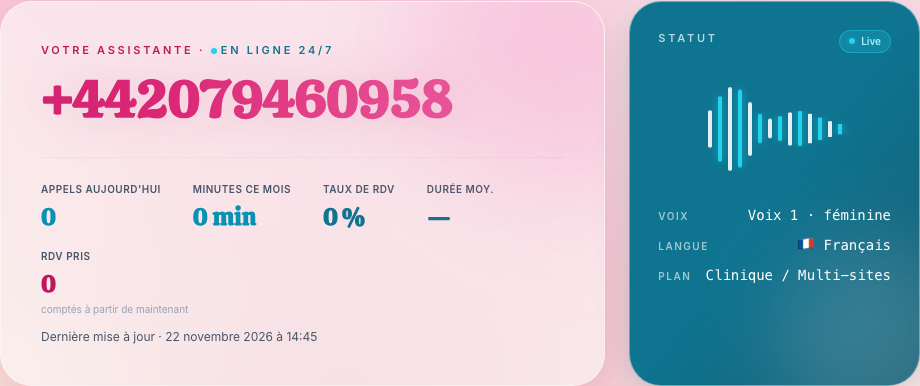 VOTRE ASSISTANTE · EN LIGNE 24/7
+442079460958
APPELS AUJOURD'HUI
0
MINUTES CE MOIS
0 min
TAUX DE RDV
0 %
DURÉE MOY.
—
RDV PRIS
0
comptés à partir de maintenant
Dernière mise à jour · 22 novembre 2026 à 14:45
STATUT
Live
VOIX Voix 1 · féminine
LANGUE 🇫🇷 Français
PLAN Clinique / Multi-sites